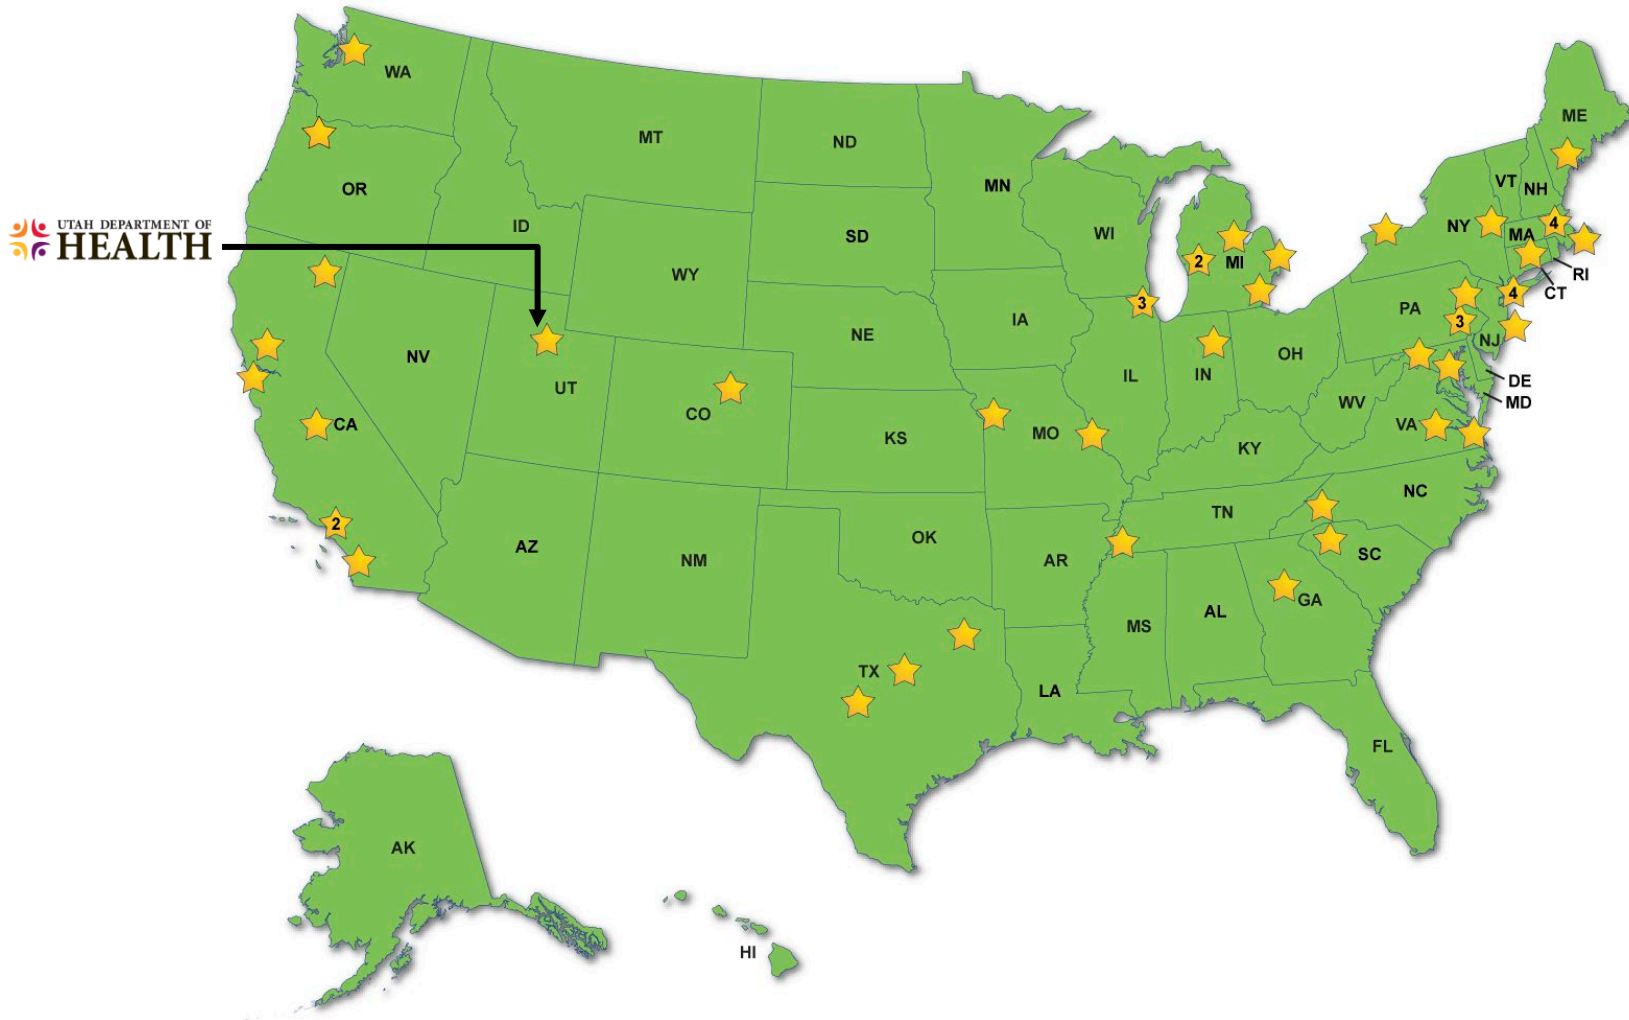 WA
MT
ND
ME
OR
MN
VT
NH
UTAH DEPARTMENT OF
HEALTH
ID
SD
WI
NY
MA
4
WY
2
MI
RI
CT
3
4
PA
3
NJ
IA
NE
NV
OH
UT
IL
IN
DE
MD
CO
WV
CA
KS
MO
VA
KY
NC
2
TN
AZ
OK
NM
AR
SC
GA
MS
AL
TX
LA
FL
AK
HI